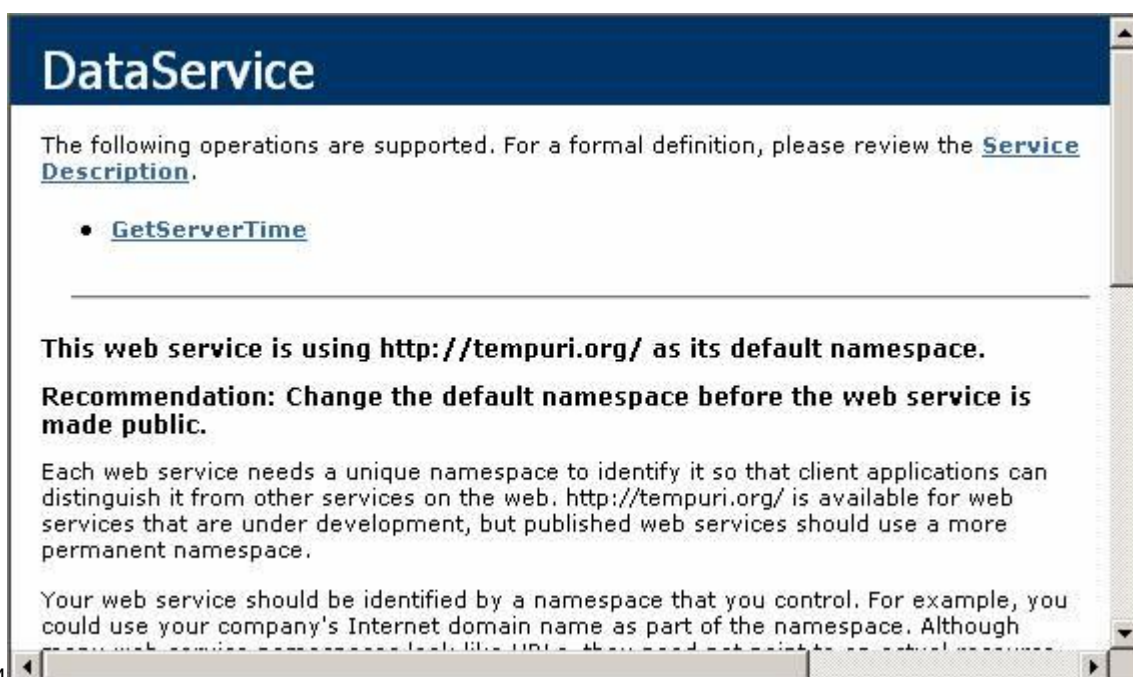 DataService
The following operations are supported. For a formal definition, please review the Service
Description.
• GetServerTime
This web service is using http://tempuri.org/ as its default namespace.
Recommendation: Change the default namespace before the web service is
made public.
Each web service needs a unique namespace to identify it so that client applications can
distinguish it from other services on the web. http://tempuri.org/ is available for web
services that are under development, but published web services should use a more
permanent namespace.
Your web service should be identified by a namespace that you control. For example, you
could use your company's Internet domain name as part of the namespace. Although